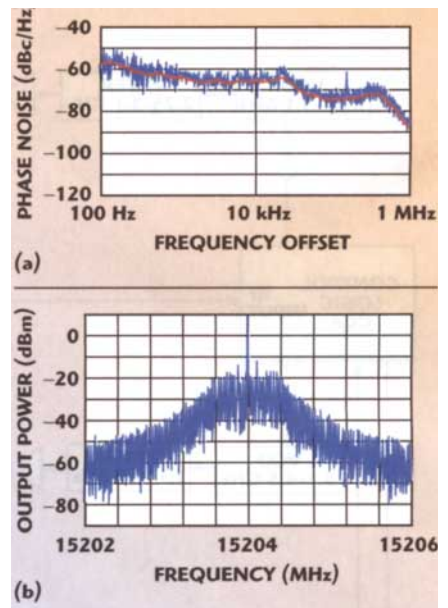 PHASE NOISE (dBc/Hz)
−40
−60
−80
−100
−120
100 Hz
10 kHz
1 MHz
FREQUENCY OFFSET
(a)
OUTPUT POWER (dBm)
0
−20
−40
−60
−80
15202
15204
15206
FREQUENCY (MHz)
(b)